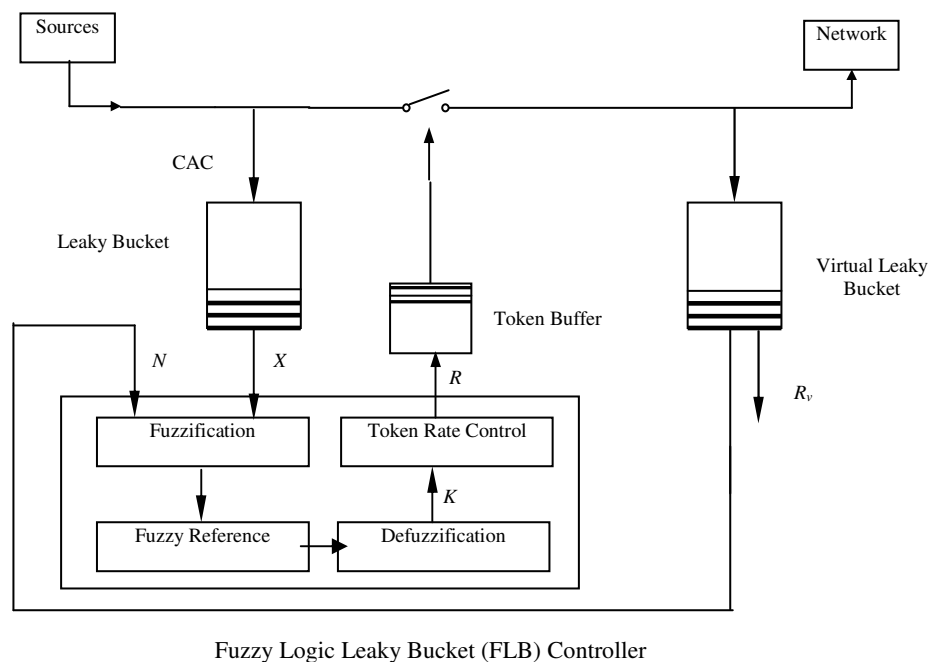 Sources
Network
CAC
Leaky Bucket
Virtual Leaky
Bucket
Token Buffer
N
X
R
Rv
Fuzzification
Token Rate Control
K
Fuzzy Reference
Defuzzification
Fuzzy Logic Leaky Bucket (FLB) Controller